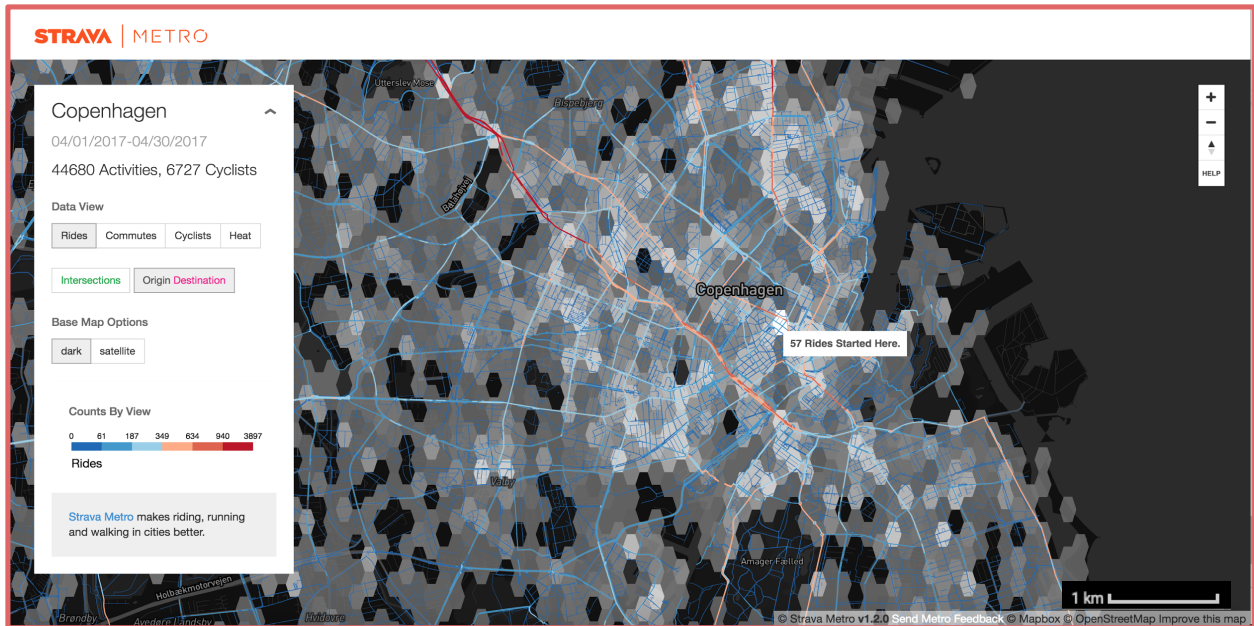 STRAVA | METRO
Copenhagen
04/01/2017-04/30/2017
44680 Activities, 6727 Cyclists
Data View
Rides
Commutes
Cyclists
Heat
Intersections
Origin Destination
Base Map Options
dark
satellite
Counts By View
0 61 187 349 634 940 3897
Rides
Strava Metro makes riding, running
and walking in cities better.
Utterslev Mose
Bispebjerg
Copenhagen
57 Rides Started Here.
Valby
Amager Fælled
Holbækmotorvejen
Brøndby
Avedøre Landsby
Hvidovre
+
−
HELP
1 km
© Strava Metro v1.2.0 Send Metro Feedback © Mapbox © OpenStreetMap Improve this map